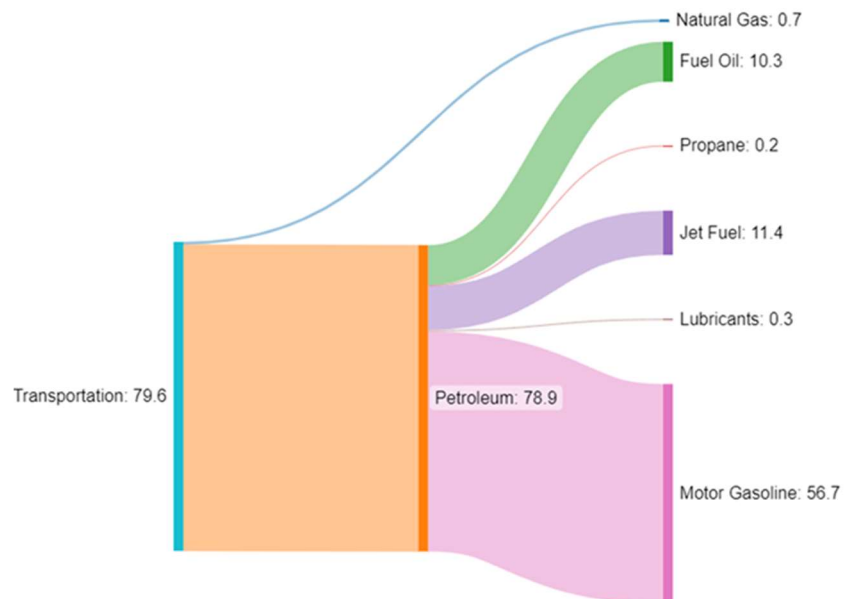 Natural Gas: 0.7
Fuel Oil: 10.3
Propane: 0.2
Jet Fuel: 11.4
Lubricants: 0.3
Transportation: 79.6
Petroleum: 78.9
Motor Gasoline: 56.7